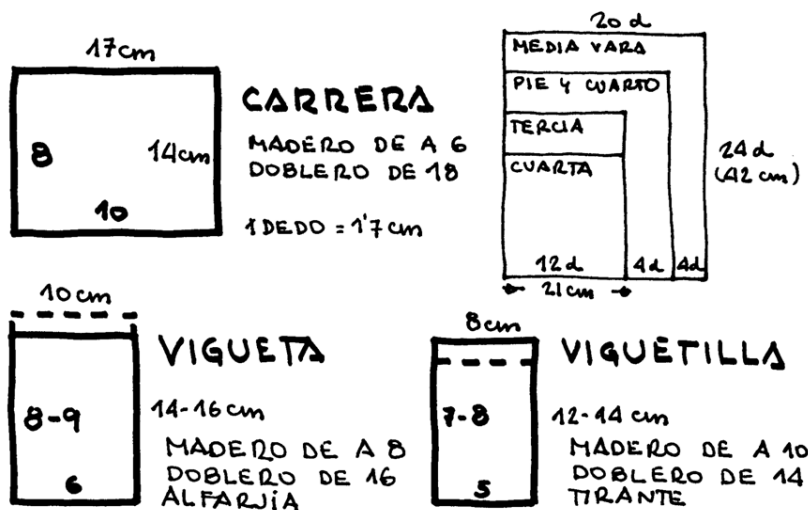 17cm
8
14cm
10
CARRERA
MADERO DE A 6
DOBLERO DE 18
1 DEDO = 1'7 cm
20 d
MEDIA VARA
PIE Y CUARTO
TERCIA
CUARTA
24 d
(42 cm)
12 d 4d 4d
21 cm
10 cm
8-9
6
VIGUETA
14-16 cm
MADERO DE A 8
DOBLERO DE 16
ALFARJÍA
8cm
7-8
5
VIGUETILLA
12-14 cm
MADERO DE A 10
DOBLERO DE 14
TIRANTE